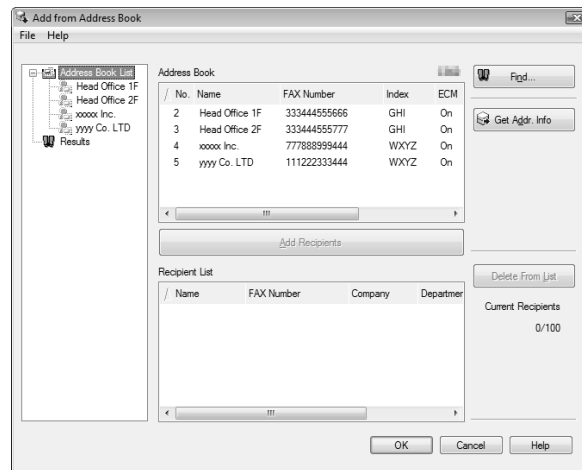 Add from Address Book
File Help
Address Book List
Head Office 1F
Head Office 2F
xxxxx Inc.
yyyy Co. LTD
Results
Address Book
/ No. Name FAX Number Index ECM
2 Head Office 1F 333444555666 GHI On
3 Head Office 2F 333444555777 GHI On
4 xxxxx Inc. 777888999444 WXYZ On
5 yyyy Co. LTD 111222333444 WXYZ On
Add Recipients
Recipient List
/ Name FAX Number Company Departmer
Find...
Get Addr. Info
Delete From List
Current Recipients
0/100
OK Cancel Help